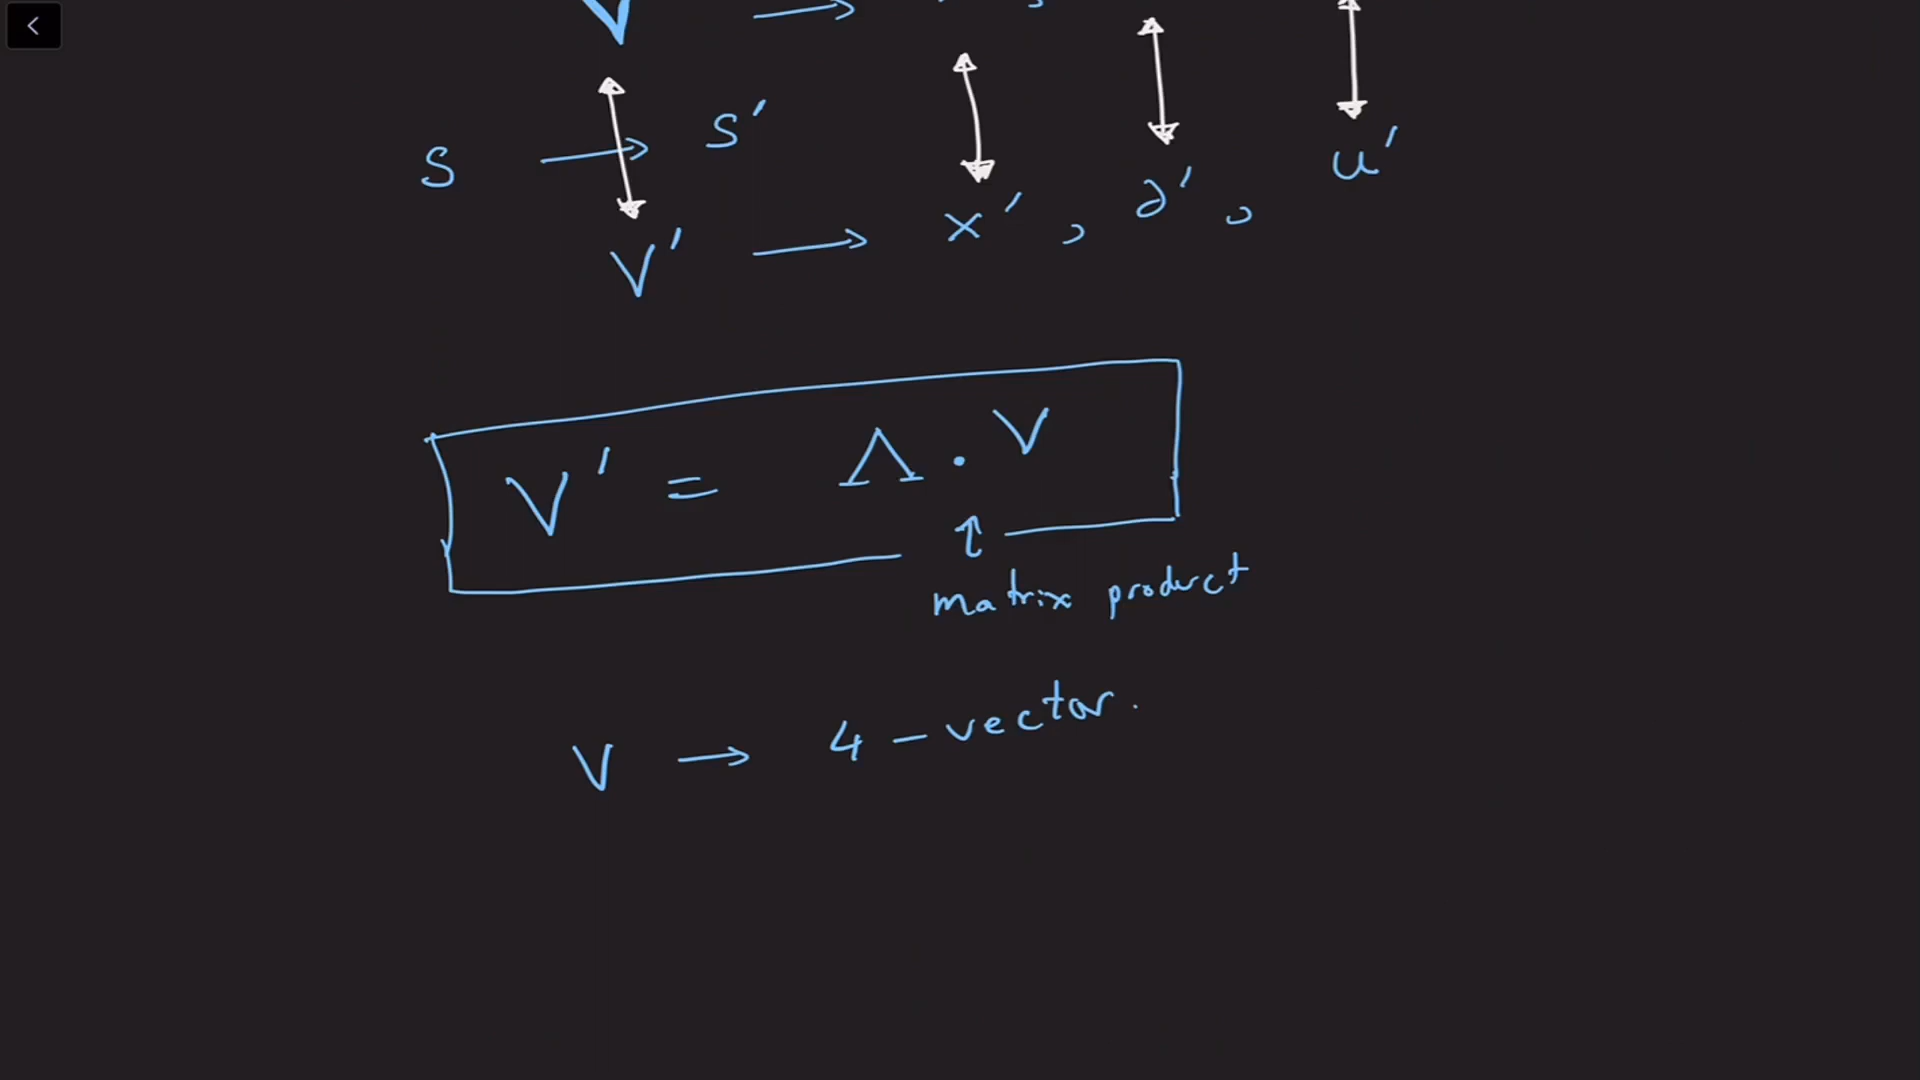 V →
S → S'
V' → x' , ∂' , u'
V' = Λ . V
↑
matrix product
V → 4 - vector.